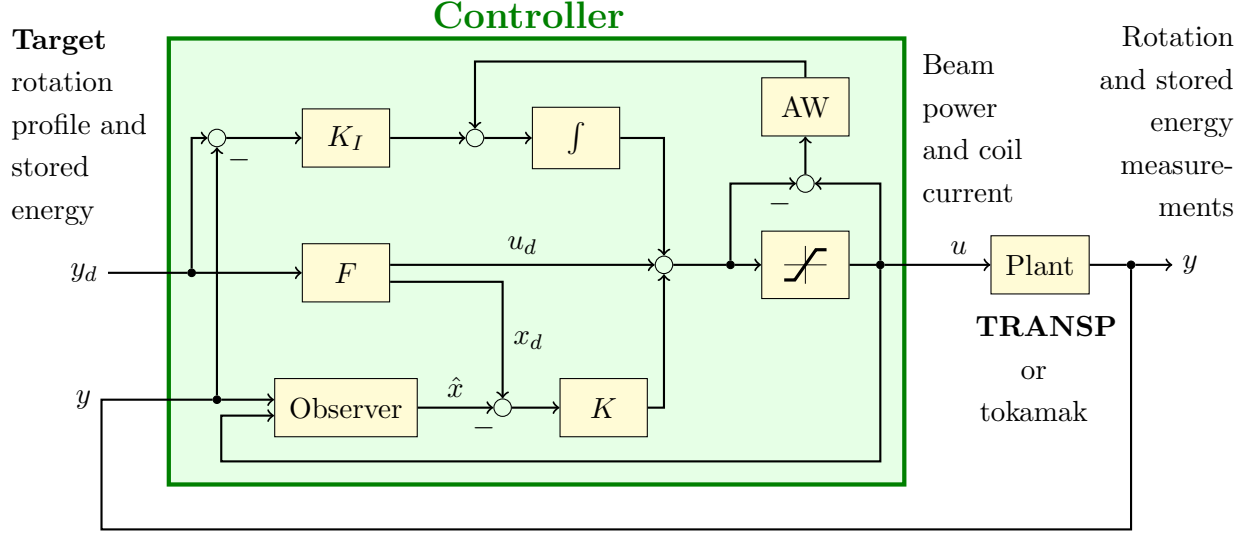 Controller
Target
rotation
profile and
stored
energy
Beam
power
and coil
current
Rotation
and stored
energy
measure-
ments
AW
K_I
∫
−
−
y_d
F
u_d
x_d
u
Plant
y
TRANSP
or
tokamak
y
Observer
x̂
−
K